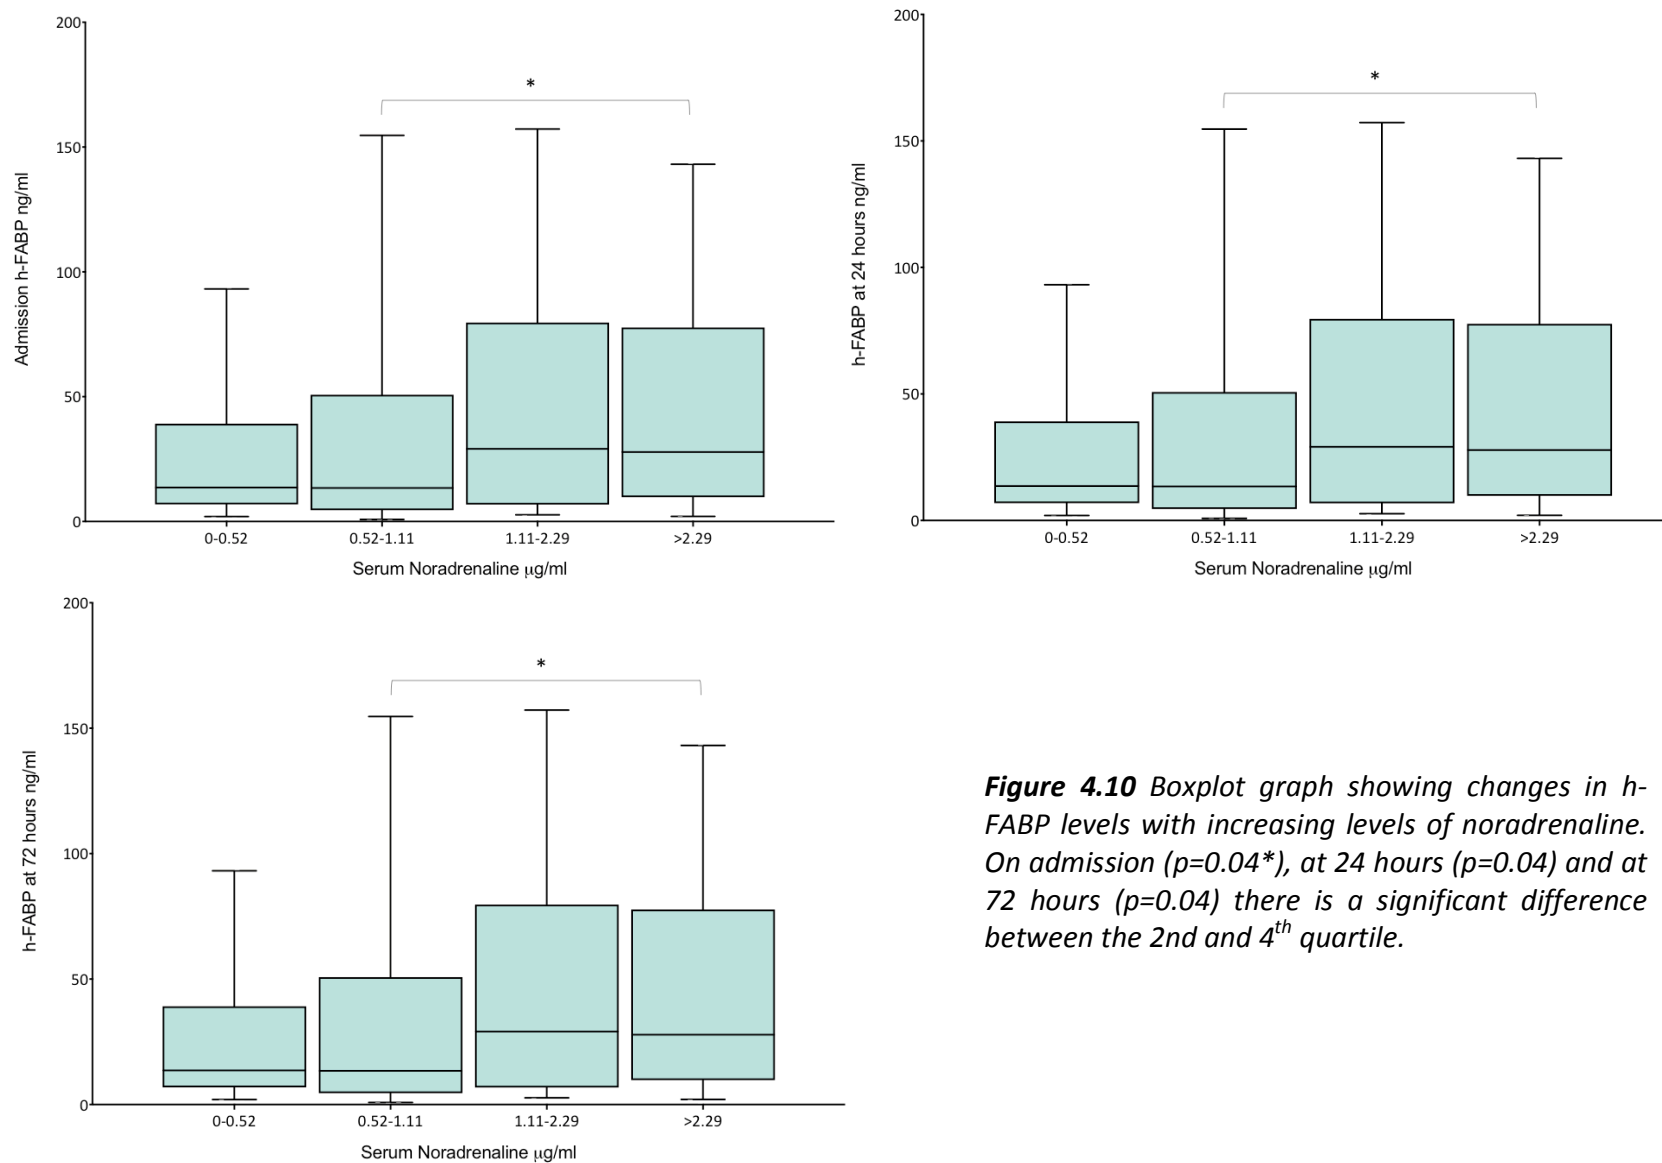 200
150
100
50
0
Admission h-FABP ng/ml
*
0-0.52 0.52-1.11 1.11-2.29 >2.29
Serum Noradrenaline µg/ml
200
150
100
50
0
h-FABP at 24 hours ng/ml
*
0-0.52 0.52-1.11 1.11-2.29 >2.29
Serum Noradrenaline µg/ml
200
150
100
50
0
h-FABP at 72 hours ng/ml
*
0-0.52 0.52-1.11 1.11-2.29 >2.29
Serum Noradrenaline µg/ml
Figure 4.10 Boxplot graph showing changes in h-
FABP levels with increasing levels of noradrenaline.
On admission (p=0.04*), at 24 hours (p=0.04) and at
72 hours (p=0.04) there is a significant difference
between the 2nd and 4th quartile.